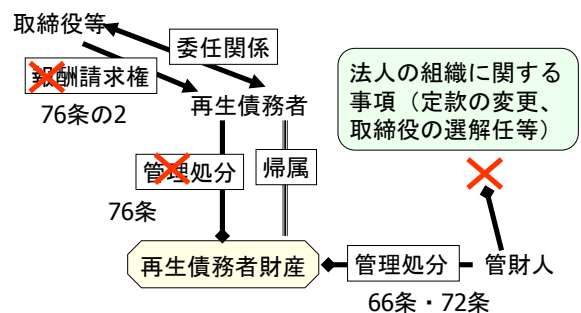 取締役等
委任関係
報酬請求権
76条の2
再生債務者
法人の組織に関する
事項（定款の変更、
取締役の選解任等）
管理処分
帰属
76条
再生債務者財産
管理処分
管財人
66条・72条